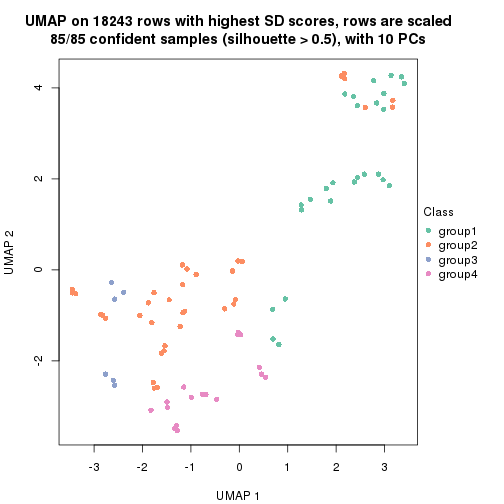 UMAP on 18243 rows with highest SD scores, rows are scaled
85/85 confident samples (silhouette > 0.5), with 10 PCs
4
2
0
-2
UMAP 2
-3
-2
-1
0
1
2
3
UMAP 1
Class
group1
group2
group3
group4